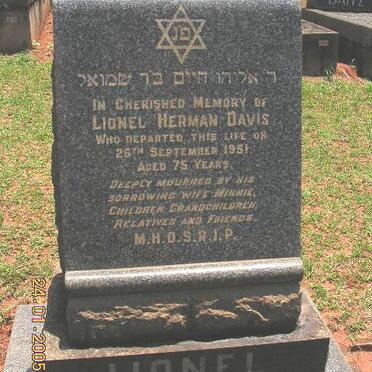 פנ
ר אליהו חיים בר שמואל
IN CHERISHED MEMORY OF
LIONEL HERMAN DAVIS
WHO DEPARTED THIS LIFE ON
26TH SEPTEMBER 1951.
AGED 75 YEARS.
DEEPLY MOURNED BY HIS
SORROWING WIFE MINNIE,
CHILDREN, GRANDCHILDREN,
RELATIVES AND FRIENDS.
M.H.D.S.R.I.P.
LIONEL
24.01.2005